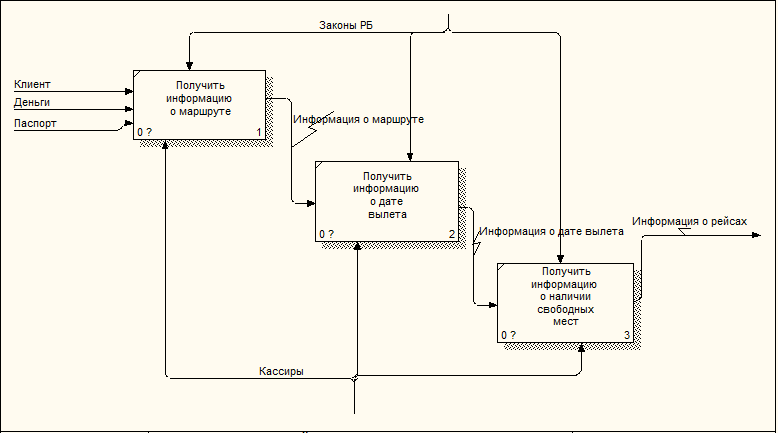 Законы РБ
Клиент
Деньги
Паспорт
Получить
информацию
о маршруте
0 ?
1
Информация о маршруте
Получить
информацию
о дате
вылета
0 ?
2
Информация о дате вылета
Информация о рейсах
Получить
информацию
о наличии
свободных
мест
0 ?
3
Кассиры